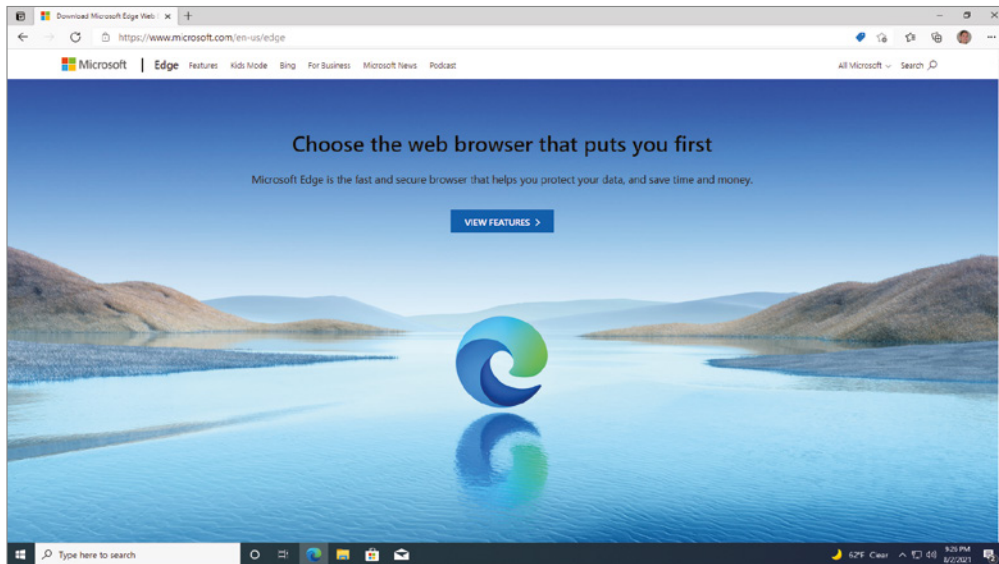 Download Microsoft Edge Web
https://www.microsoft.com/en-us/edge
Microsoft | Edge Features Kids Mode Bing For Business Microsoft News Podcast All Microsoft Search
Choose the web browser that puts you first
Microsoft Edge is the fast and secure browser that helps you protect your data, and save time and money.
VIEW FEATURES >
Type here to search
62°F Clear
9:26 PM
8/2/2021